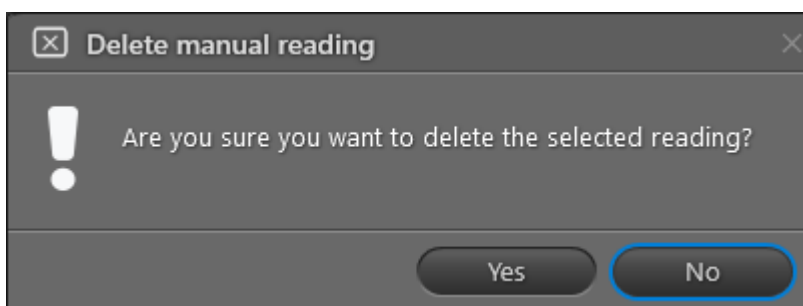 Delete manual reading
Are you sure you want to delete the selected reading?
Yes No